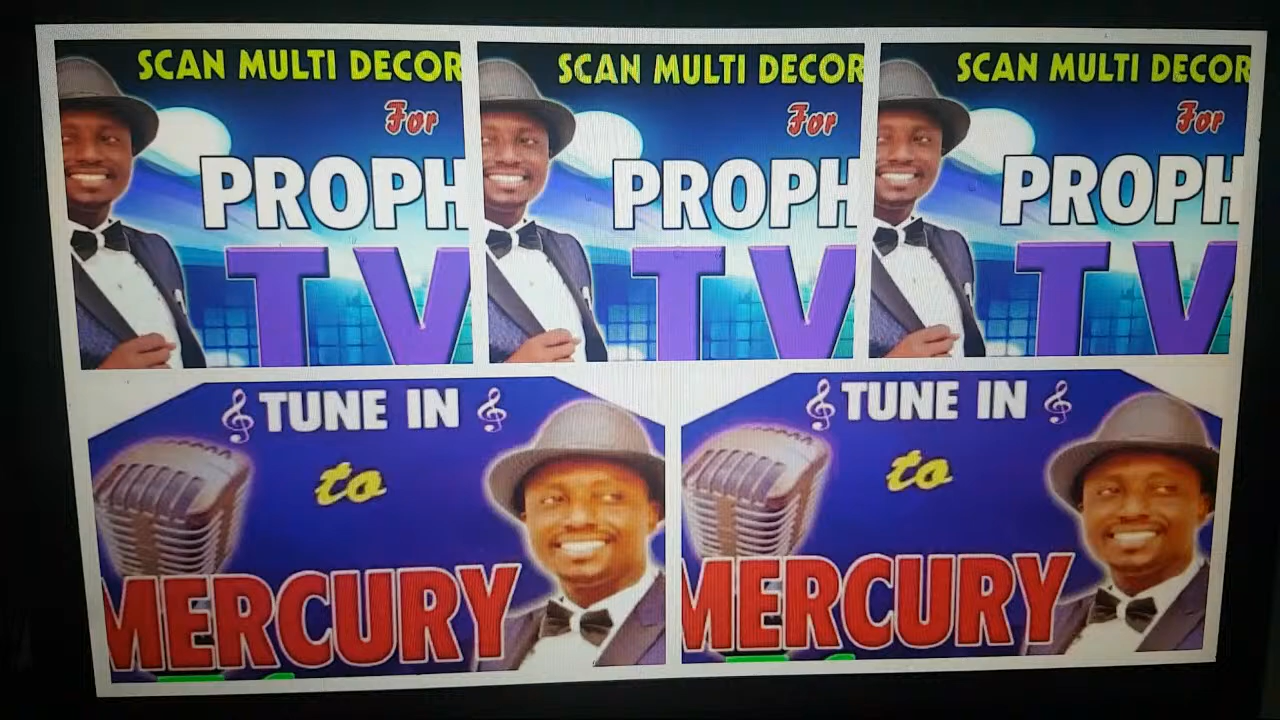 SCAN MULTI DECOR
For
PROPH
TV
SCAN MULTI DECOR
For
PROPH
TV
SCAN MULTI DECOR
For
PROPH
TV
TUNE IN
to
MERCURY
TUNE IN
to
MERCURY